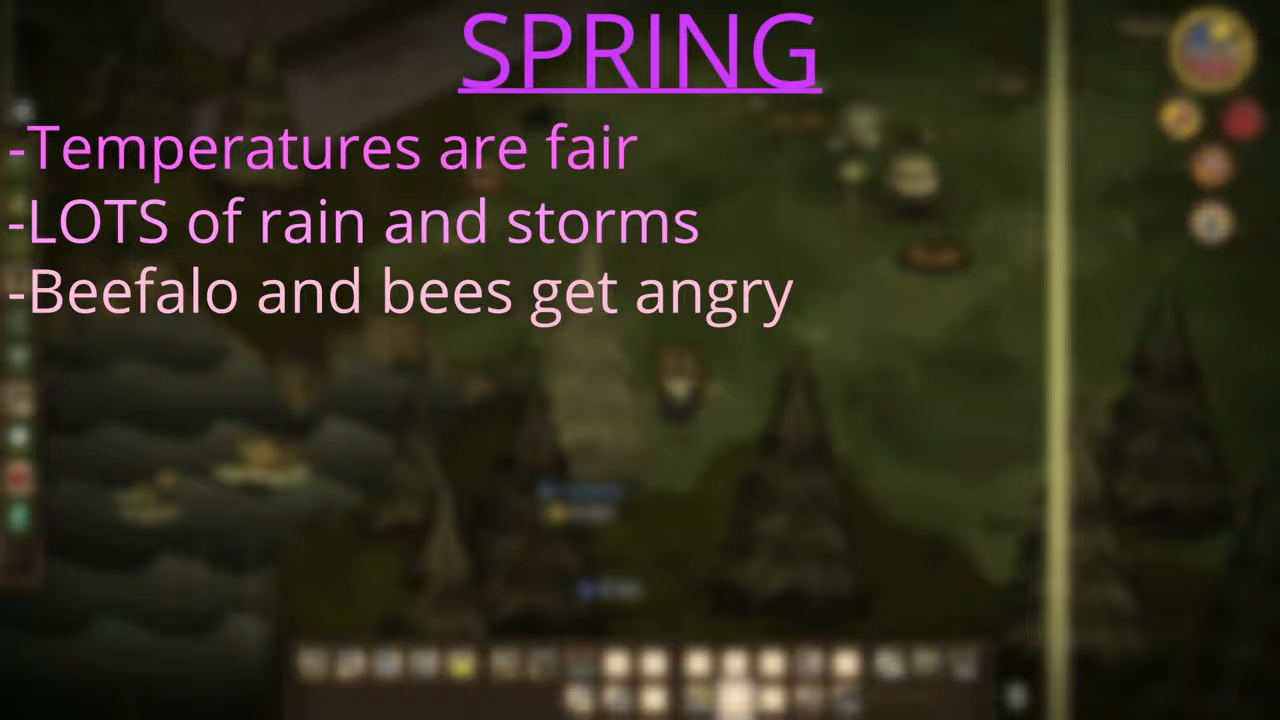 SPRING
-Temperatures are fair
-LOTS of rain and storms
-Beefalo and bees get angry